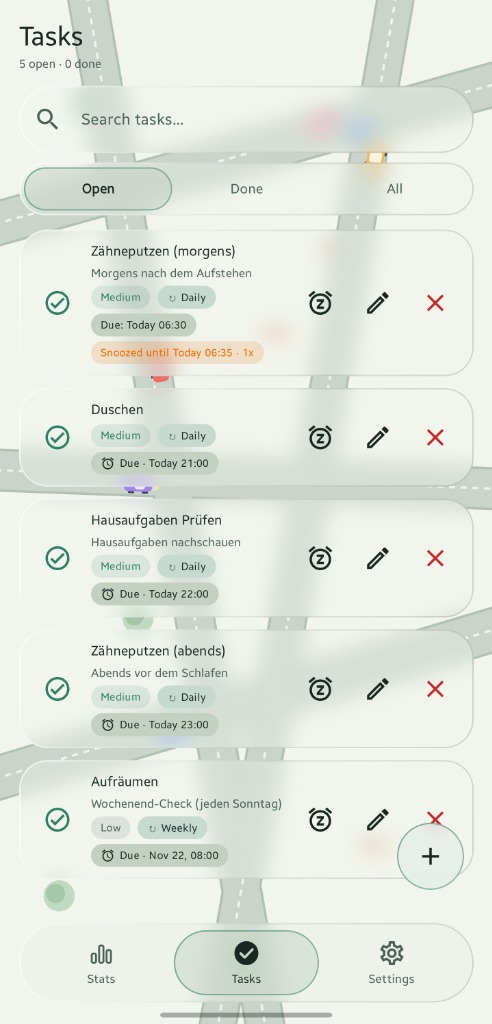 Tasks
5 open · 0 done
Search tasks...
Open
Done
All
Zähneputzen (morgens)
Morgens nach dem Aufstehen
Medium
↻ Daily
Due: Today 06:30
Snoozed until Today 06:35 · 1x
Duschen
Medium
↻ Daily
Due · Today 21:00
Hausaufgaben Prüfen
Hausaufgaben nachschauen
Medium
↻ Daily
Due · Today 22:00
Zähneputzen (abends)
Abends vor dem Schlafen
Medium
↻ Daily
Due · Today 23:00
Aufräumen
Wochenend-Check (jeden Sonntag)
Low
↻ Weekly
Due · Nov 22, 08:00
Stats
Tasks
Settings